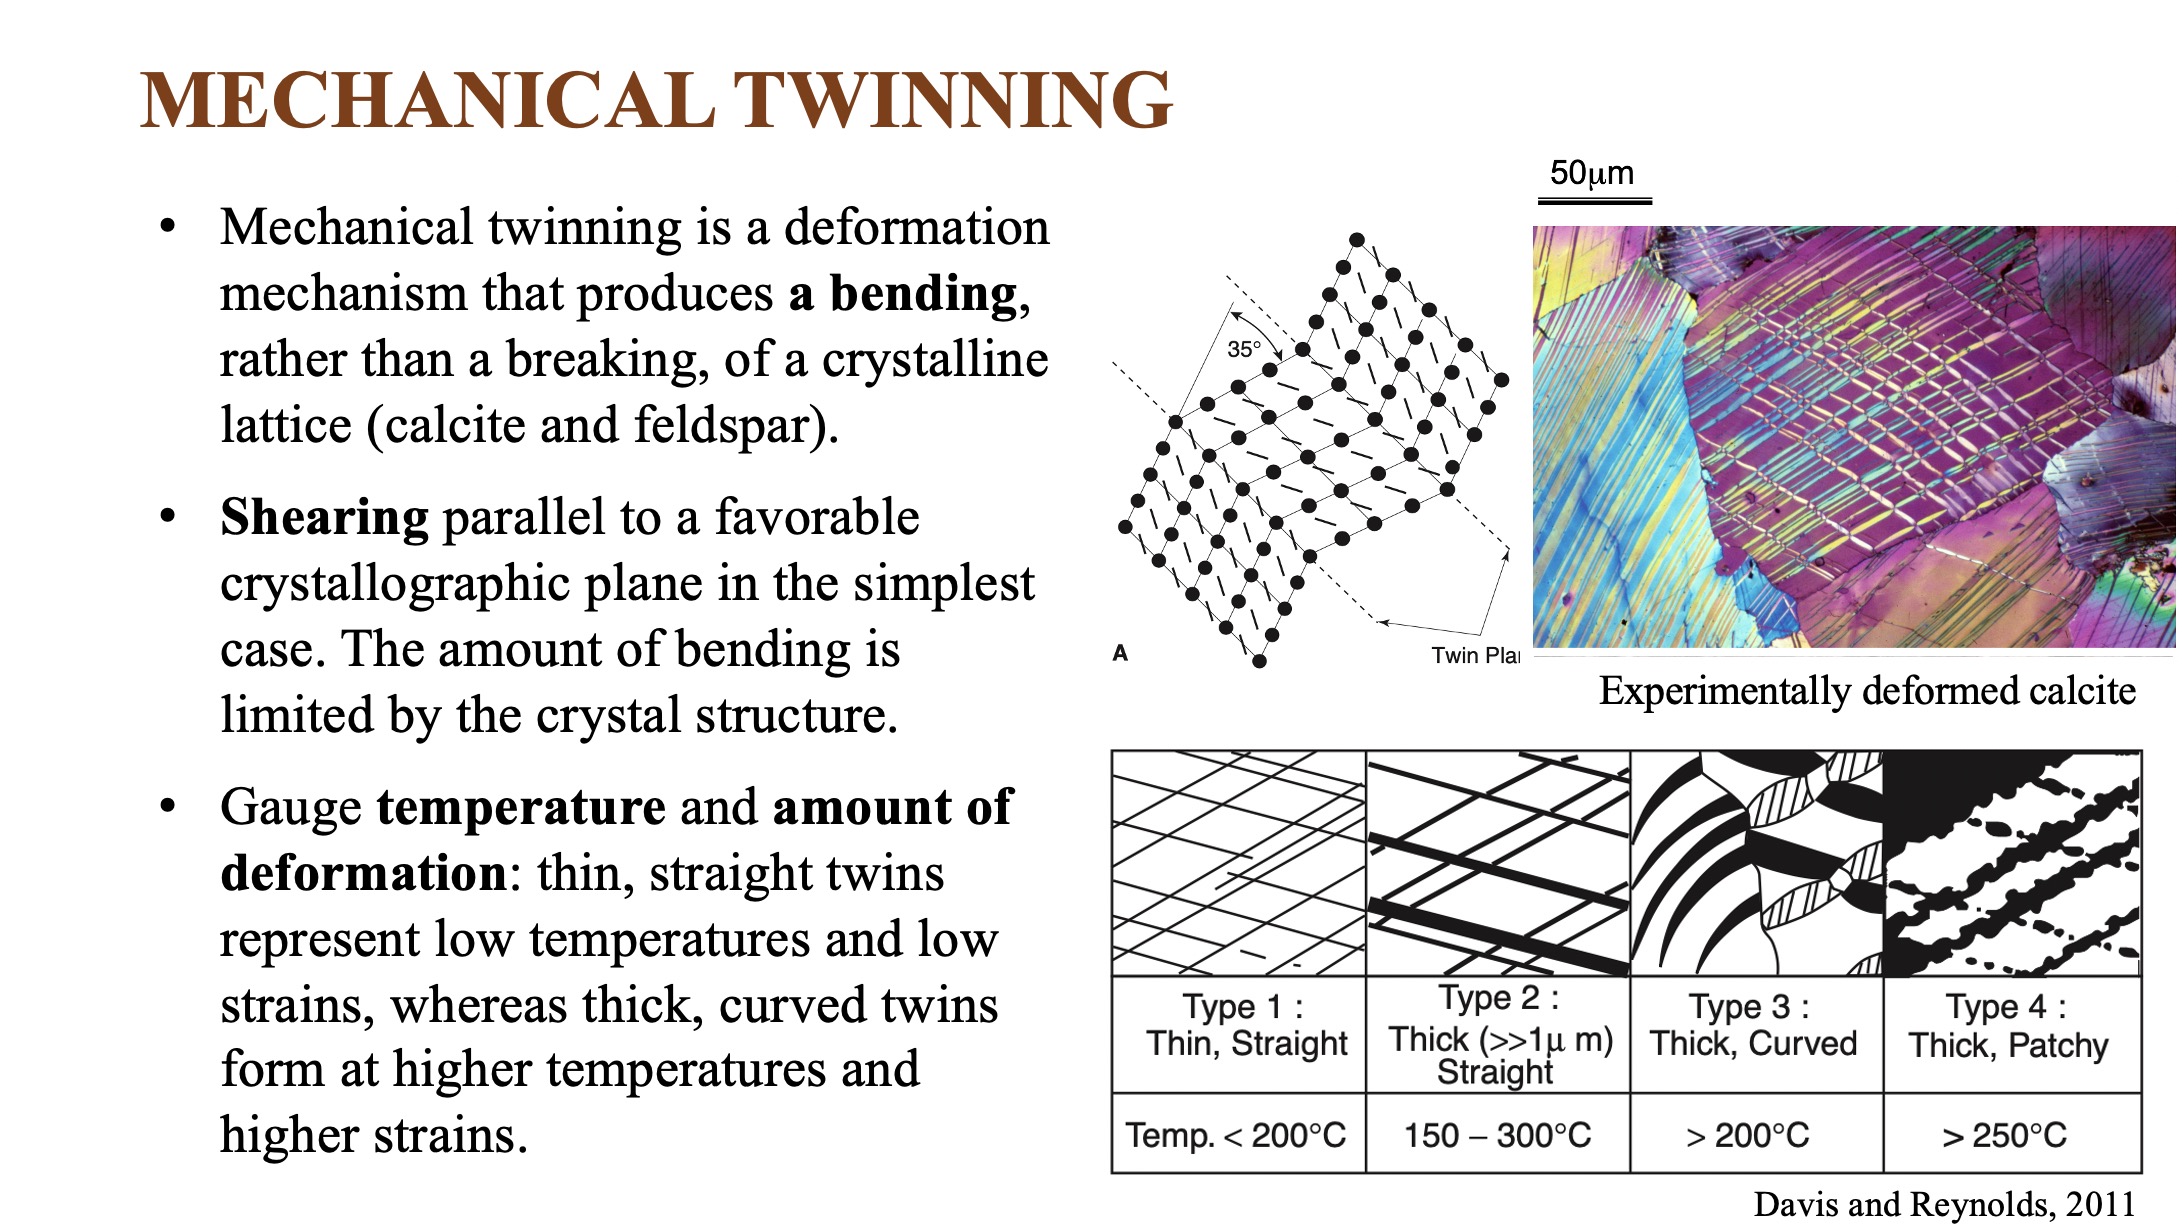 MECHANICAL TWINNING
• Mechanical twinning is a deformation
mechanism that produces a bending,
rather than a breaking, of a crystalline
lattice (calcite and feldspar).
• Shearing parallel to a favorable
crystallographic plane in the simplest
case. The amount of bending is
limited by the crystal structure.
• Gauge temperature and amount of
deformation: thin, straight twins
represent low temperatures and low
strains, whereas thick, curved twins
form at higher temperatures and
higher strains.
35°
A
Twin Pla
50μm
Experimentally deformed calcite
Type 1 :
Thin, Straight
Type 2 :
Thick (>>1μ m)
Straight
Type 3 :
Thick, Curved
Type 4 :
Thick, Patchy
Temp. < 200°C
150 – 300°C
> 200°C
> 250°C
Davis and Reynolds, 2011